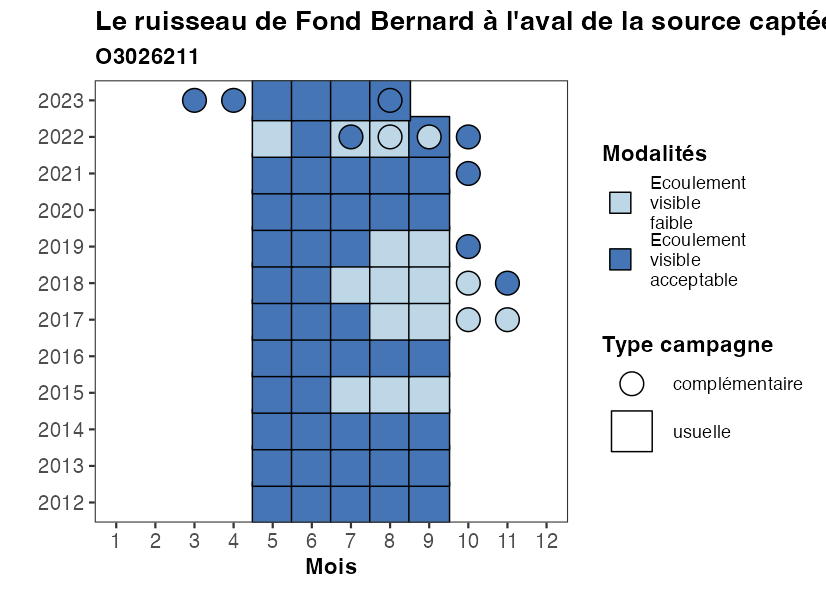 Le ruisseau de Fond Bernard à l'aval de la source captée
O3026211
2023
2022
2021
2020
2019
2018
2017
2016
2015
2014
2013
2012
1 2 3 4 5 6 7 8 9 10 11 12
Mois
Modalités
Ecoulement
visible
faible
Ecoulement
visible
acceptable
Type campagne
complémentaire
usuelle